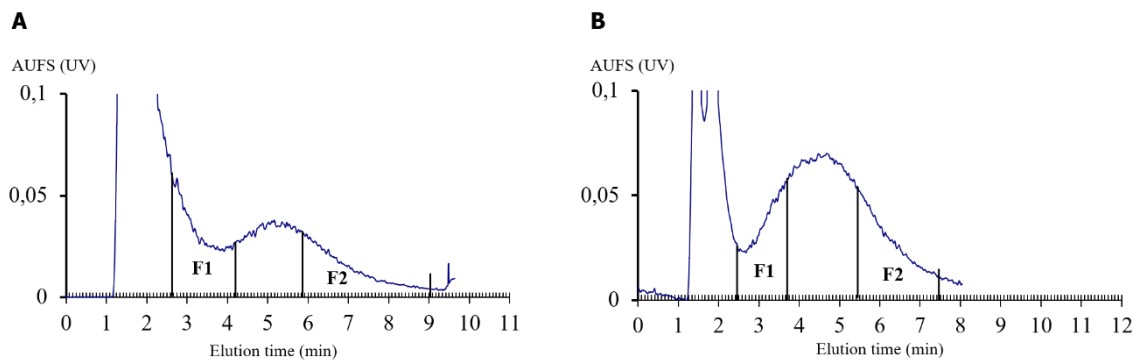 A
AUFS (UV)
0,1
0,05
0
F1
F2
0 1 2 3 4 5 6 7 8 9 10 11
Elution time (min)
B
AUFS (UV)
0,1
0,05
0
F1
F2
0 1 2 3 4 5 6 7 8 9 10 11 12
Elution time (min)